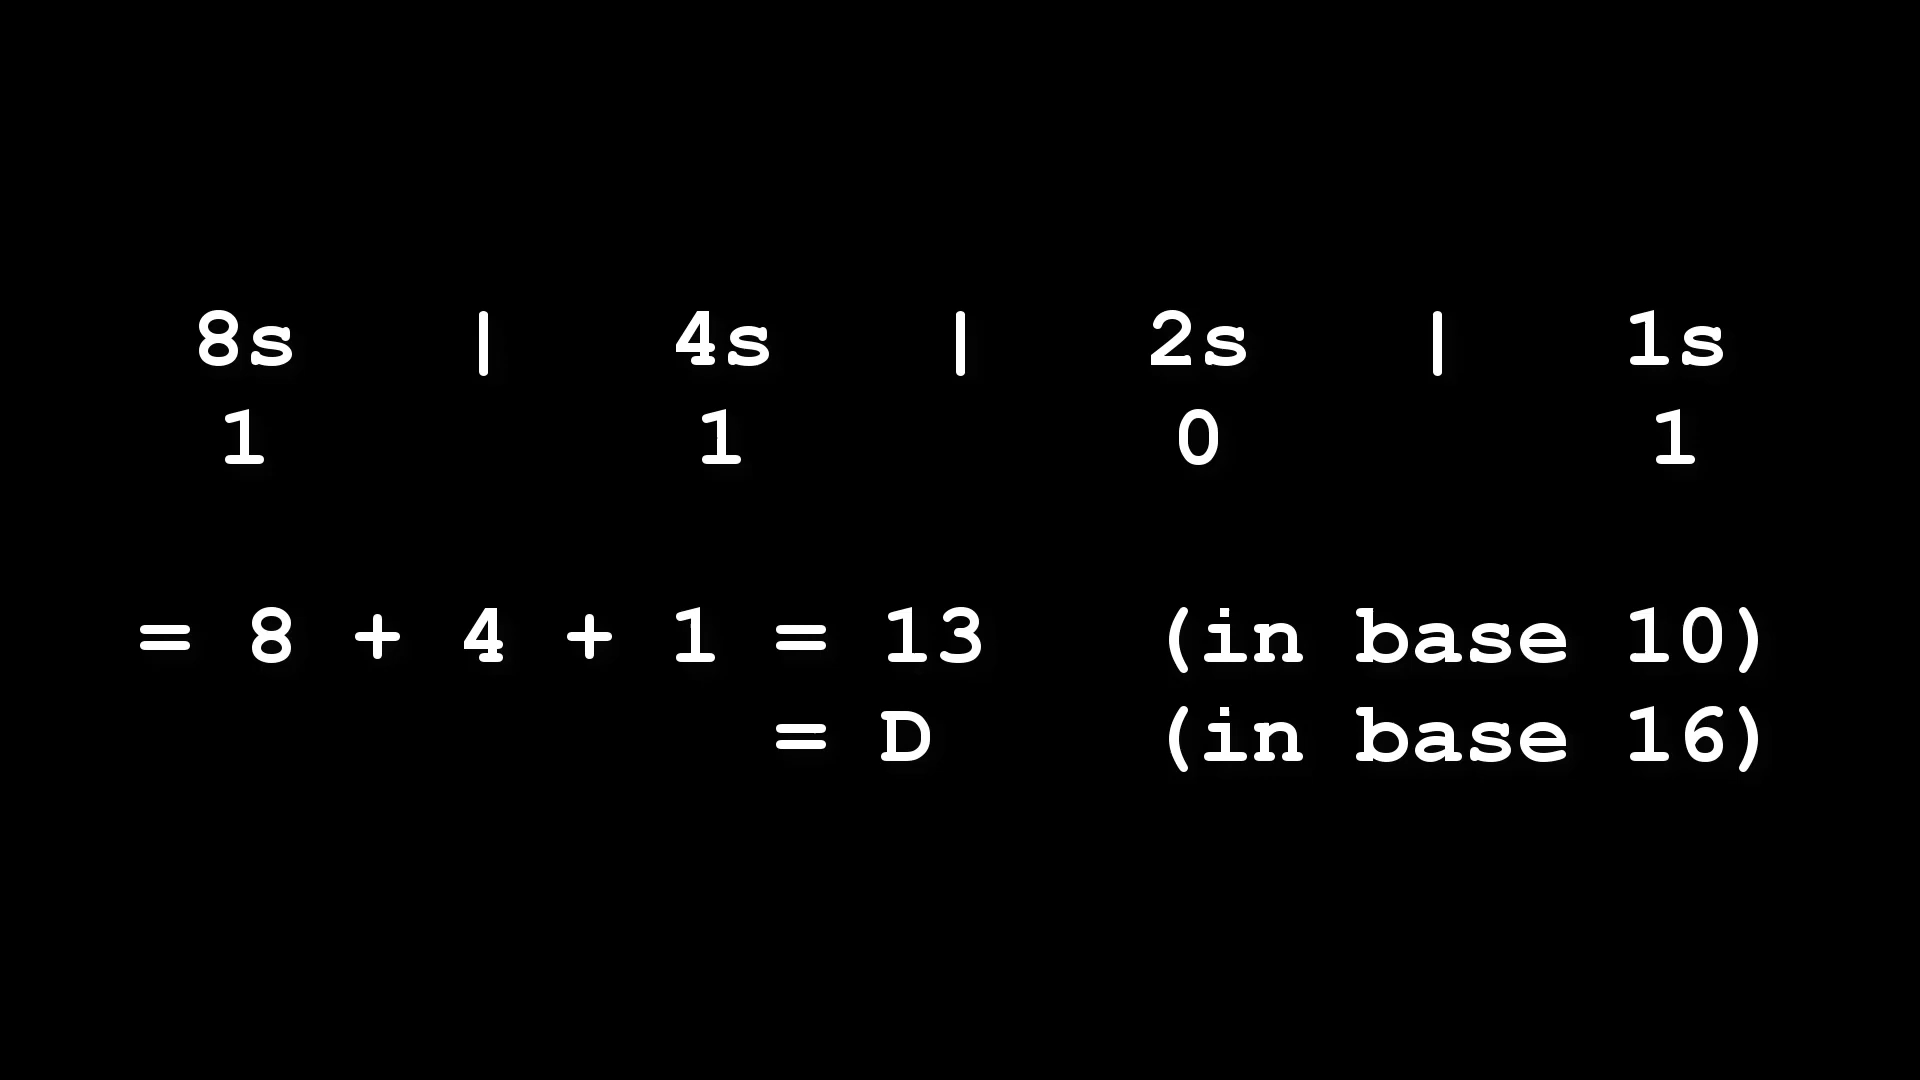 8s | 4s | 2s | 1s
1 1 0 1
= 8 + 4 + 1 = 13 (in base 10)
= D (in base 16)